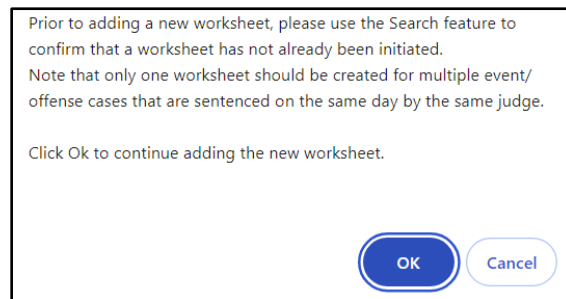 Prior to adding a new worksheet, please use the Search feature to
confirm that a worksheet has not already been initiated.
Note that only one worksheet should be created for multiple event/
offense cases that are sentenced on the same day by the same judge.
Click Ok to continue adding the new worksheet.
OK Cancel